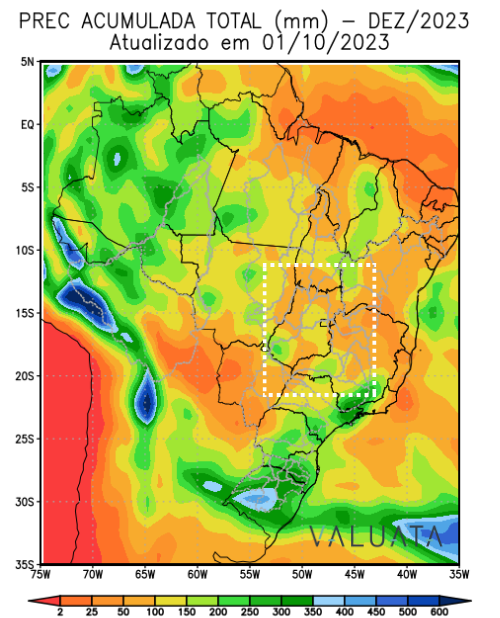 PREC ACUMULADA TOTAL (mm) – DEZ/2023
Atualizado em 01/10/2023
5N
EQ
5S
10S
15S
20S
25S
30S
35S
VALUATA
75W 70W 65W 60W 55W 50W 45W 40W 35W
2 25 50 100 150 200 250 300 350 400 450 500 600